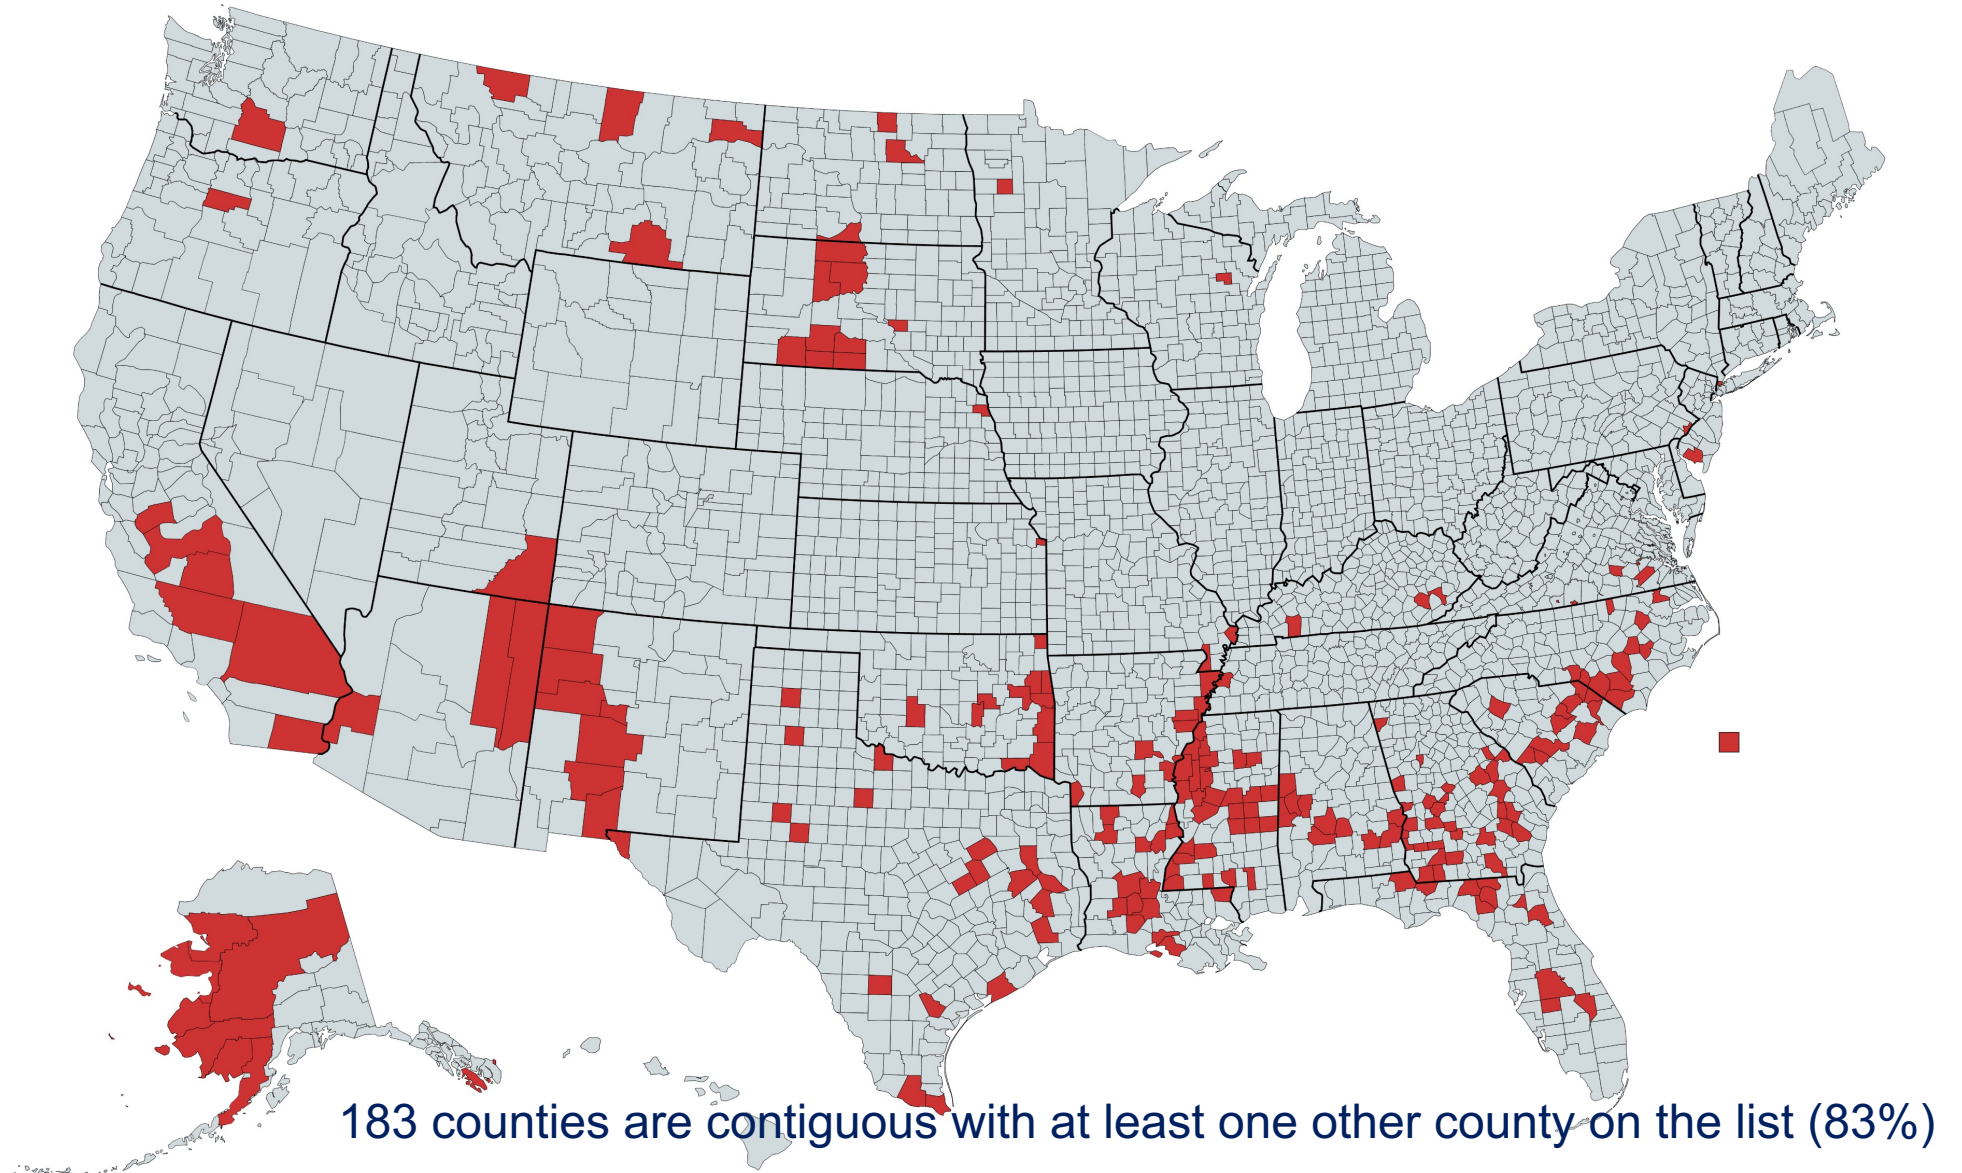 183 counties are contiguous with at least one other county on the list (83%)